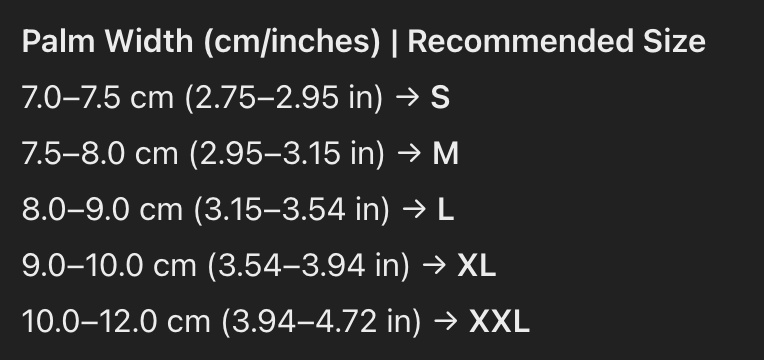 Palm Width (cm/inches) | Recommended Size
7.0–7.5 cm (2.75–2.95 in) → S
7.5–8.0 cm (2.95–3.15 in) → M
8.0–9.0 cm (3.15–3.54 in) → L
9.0–10.0 cm (3.54–3.94 in) → XL
10.0–12.0 cm (3.94–4.72 in) → XXL